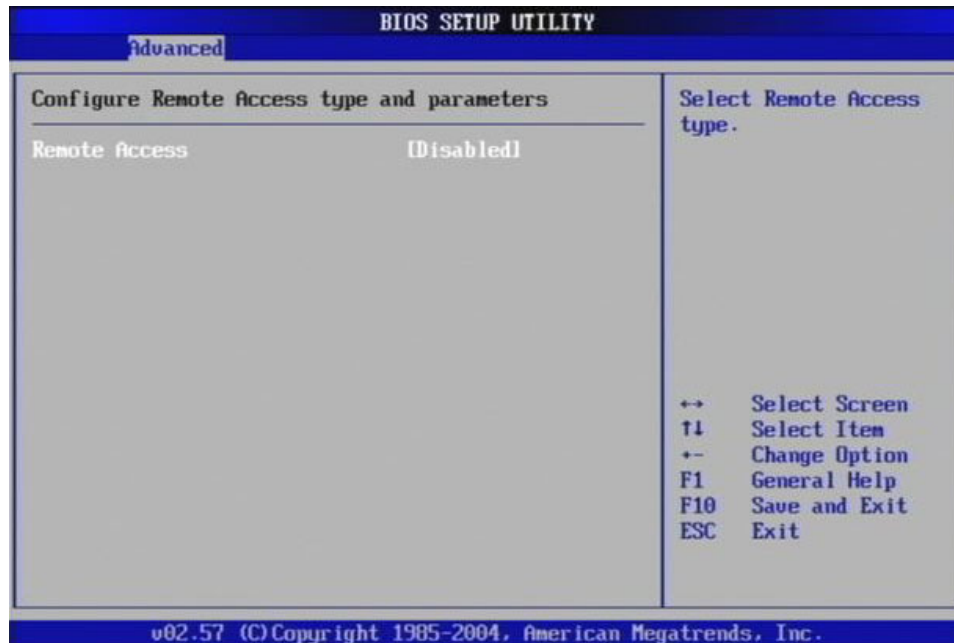 BIOS SETUP UTILITY
Advanced
Configure Remote Access type and parameters
Remote Access [Disabled]
Select Remote Access
type.
←→ Select Screen
↑↓ Select Item
+- Change Option
F1 General Help
F10 Save and Exit
ESC Exit
v02.57 (C)Copyright 1985-2004, American Megatrends, Inc.